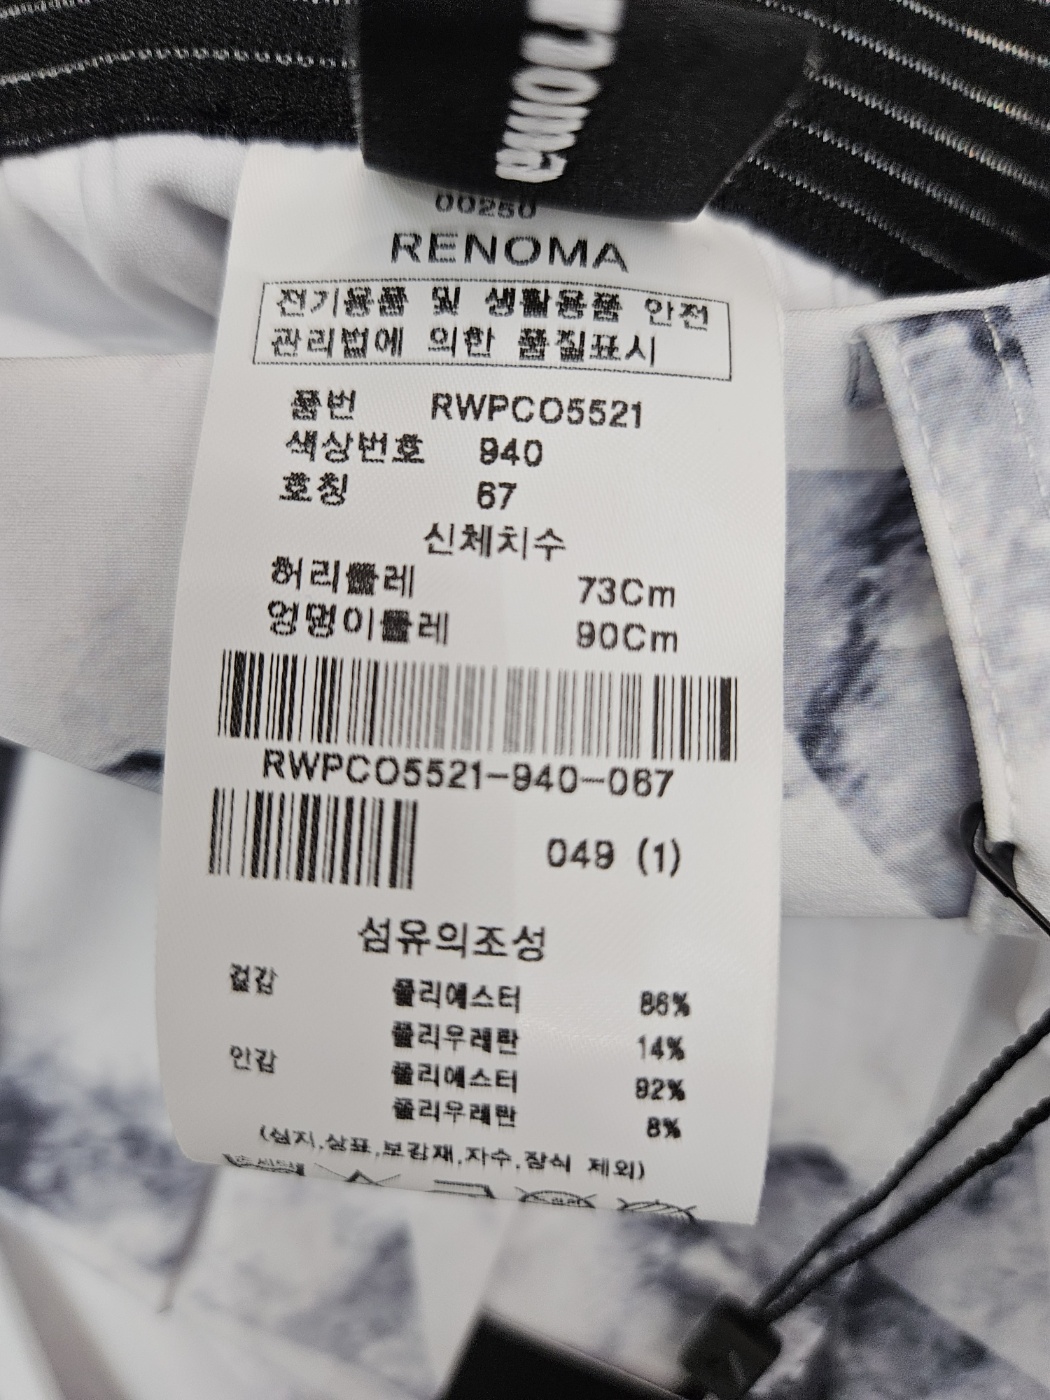 renoma
00250
RENOMA
전기용품 및 생활용품 안전
관리법에 의한 품질표시
품번 RWPCO5521
색상번호 940
호칭 67
신체치수
허리둘레 73Cm
엉덩이둘레 90Cm
RWPCO5521-940-067
049 (1)
섬유의조성
겉감 폴리에스터 86%
폴리우레탄 14%
안감 폴리에스터 92%
폴리우레탄 8%
(심지,상표,보강재,자수,장식 제외)